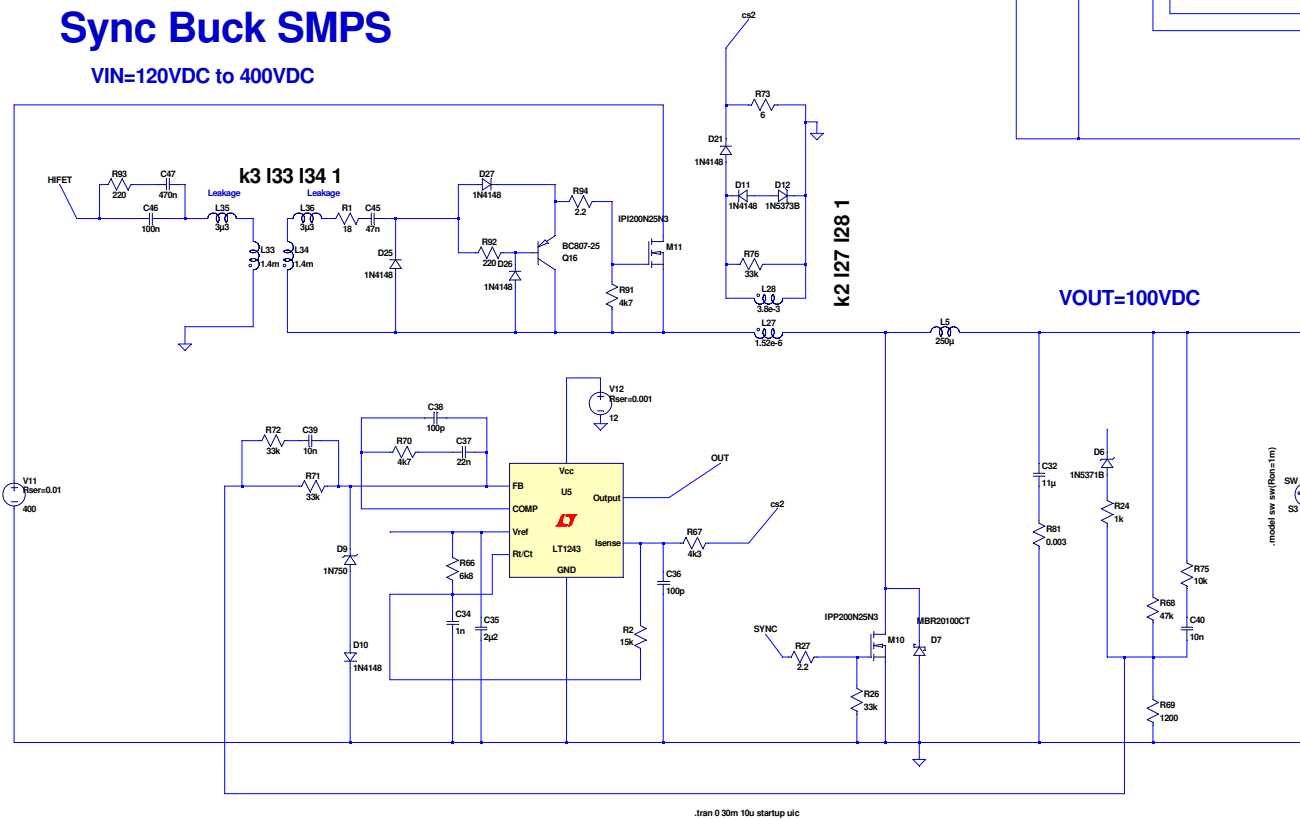 Sync Buck SMPS
VIN=120VDC to 400VDC
cs2
R73
6
D21
1N4148
D11
1N4148
D12
1N5373B
R76
33k
L28
3.8e-3
L27
1.52e-6
k2 l27 l28 1
HIFET
R93
220
C47
470n
C46
100n
k3 l33 l34 1
Leakage
L35
3µ3
Leakage
L36
3µ3
R1
18
C45
47n
L33
1.4m
L34
1.4m
D25
1N4148
D27
1N4148
R92
220
D26
1N4148
BC807-25
Q16
R94
2.2
IPI200N25N3
M11
R91
4k7
VOUT=100VDC
L5
250µ
V12
Rser=0.001
12
C38
100p
R70
4k7
C37
22n
R72
33k
C39
10n
R71
33k
V11
Rser=0.01
400
Vcc
FB
U5
Output
COMP
Vref
LT1243
Isense
Rt/Ct
GND
OUT
cs2
R67
4k3
C36
100p
R2
15k
D9
1N750
D10
1N4148
R66
6k8
C34
1n
C35
2µ2
SYNC
R27
2.2
R26
33k
IPP200N25N3
M10
MBR20100CT
D7
C32
11µ
R81
0.003
D6
1N5371B
R24
1k
R75
10k
R68
47k
C40
10n
R69
1200
.model sw sw(Ron=1m)
SW
S3
.tran 0 30m 10u startup uic